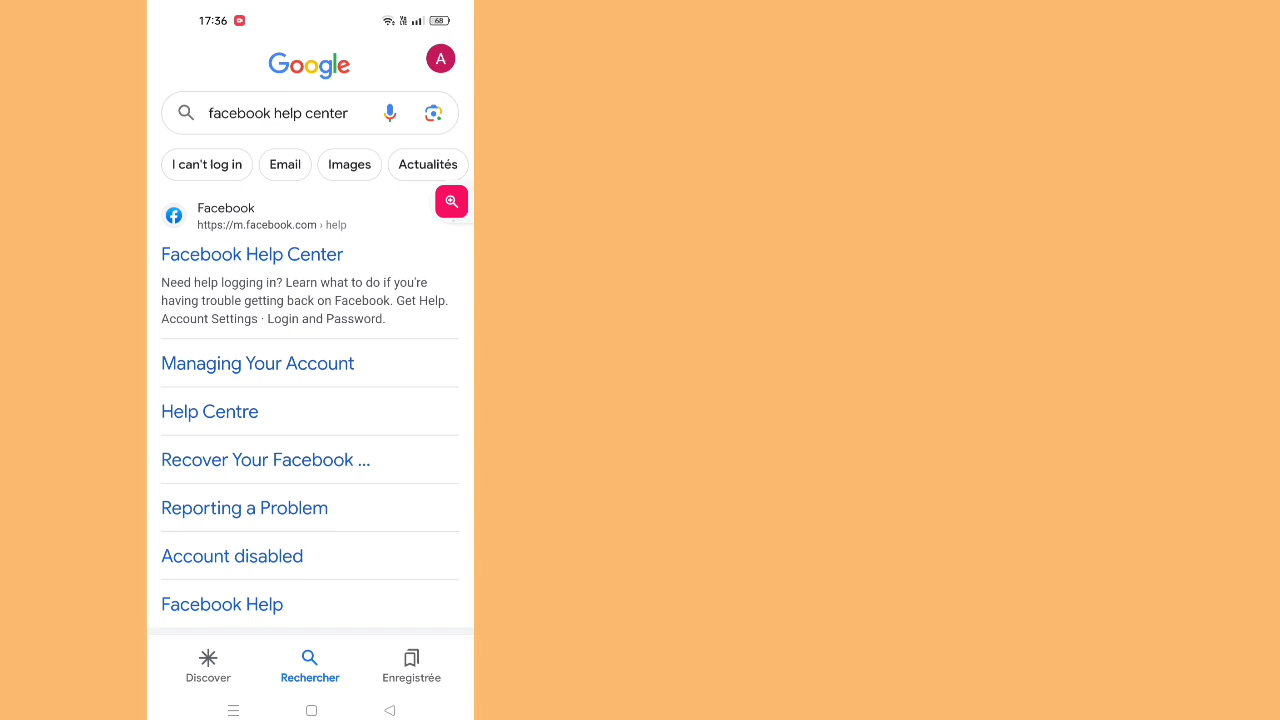 17:36
68
Google
A
facebook help center
I can't log in
Email
Images
Actualités
Facebook
https://m.facebook.com › help
Facebook Help Center
Need help logging in? Learn what to do if you're
having trouble getting back on Facebook. Get Help.
Account Settings · Login and Password.
Managing Your Account
Help Centre
Recover Your Facebook ...
Reporting a Problem
Account disabled
Facebook Help
Discover
Rechercher
Enregistrée